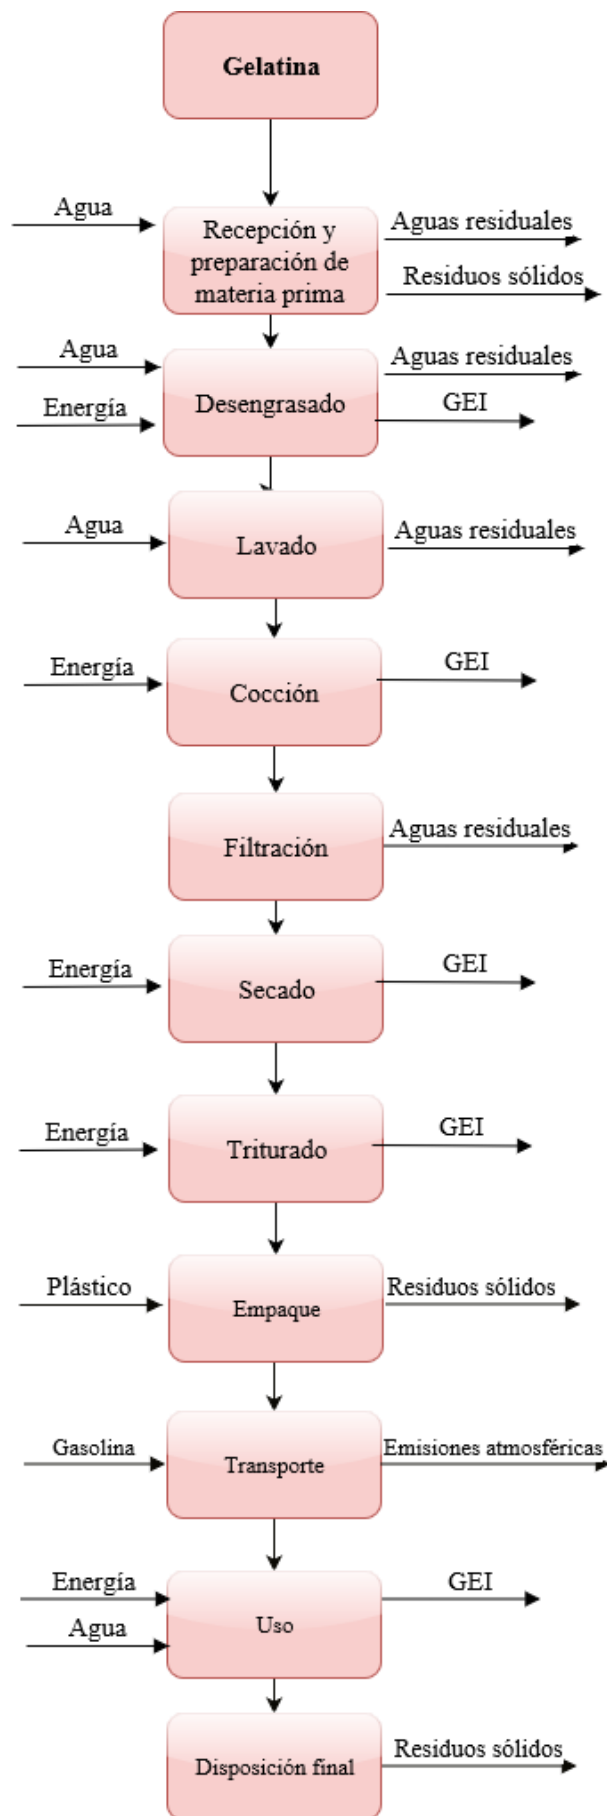 Gelatina
Agua
Recepción y
preparación de
materia prima
Aguas residuales
Residuos sólidos
Agua
Energía
Desengrasado
Aguas residuales
GEI
Agua
Lavado
Aguas residuales
Energía
Cocción
GEI
Filtración
Aguas residuales
Energía
Secado
GEI
Energía
Triturado
GEI
Plástico
Empaque
Residuos sólidos
Gasolina
Transporte
Emisiones atmosféricas
Energía
Agua
Uso
GEI
Disposición final
Residuos sólidos